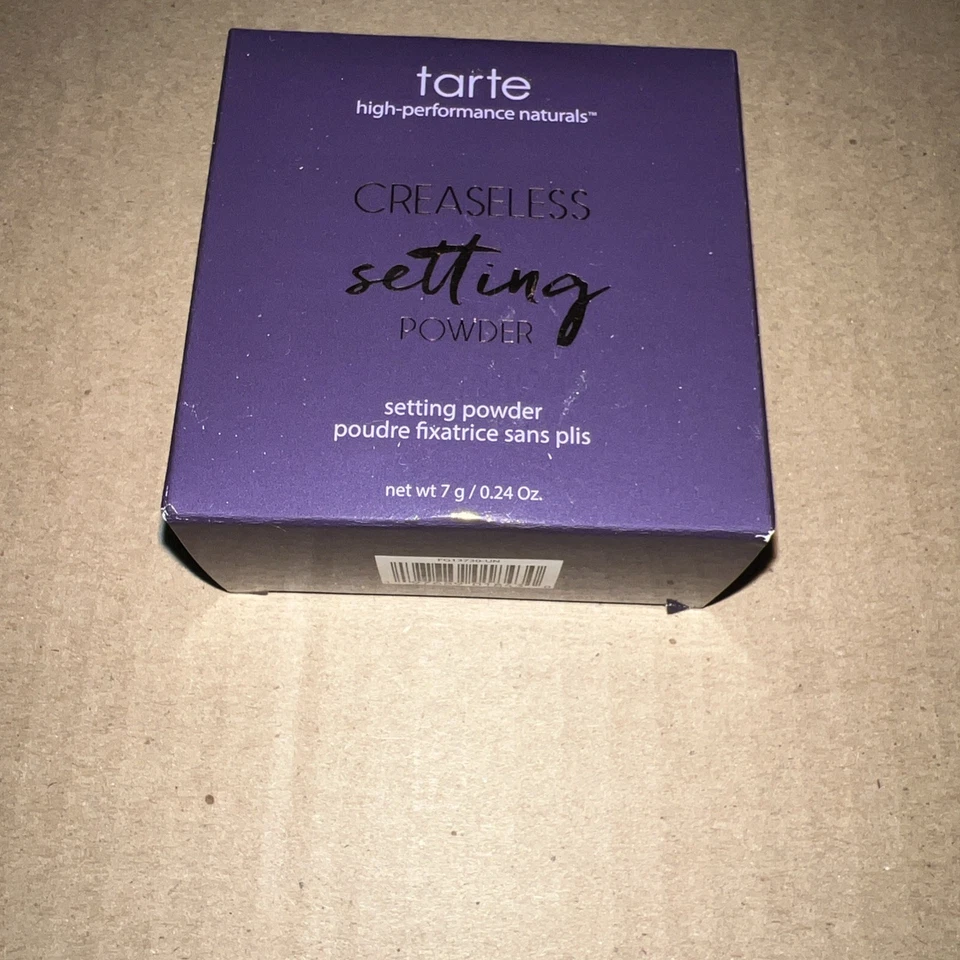 tarte
high-performance naturals™
CREASELESS
setting
POWDER
setting powder
poudre fixatrice sans plis
net wt 7 g / 0.24 Oz.